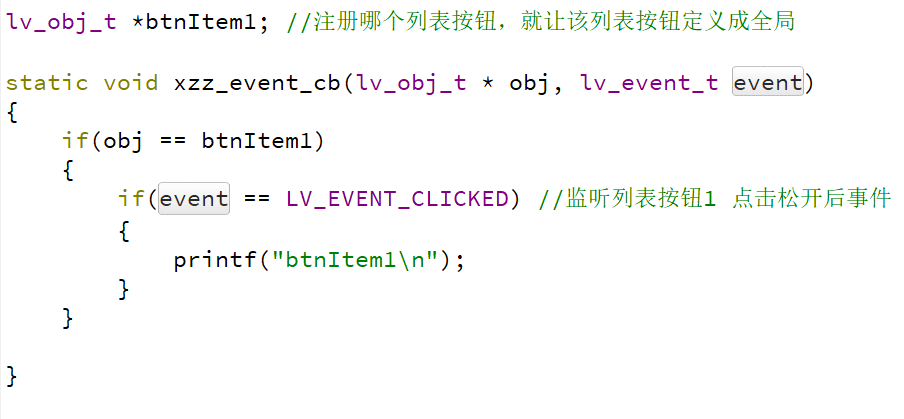 lv_obj_t *btnItem1; //注册哪个列表按钮，就让该列表按钮定义成全局
static void xzz_event_cb(lv_obj_t * obj, lv_event_t event)
{
if(obj == btnItem1)
{
if(event == LV_EVENT_CLICKED) //监听列表按钮1 点击松开后事件
{
printf("btnItem1\n");
}
}
}